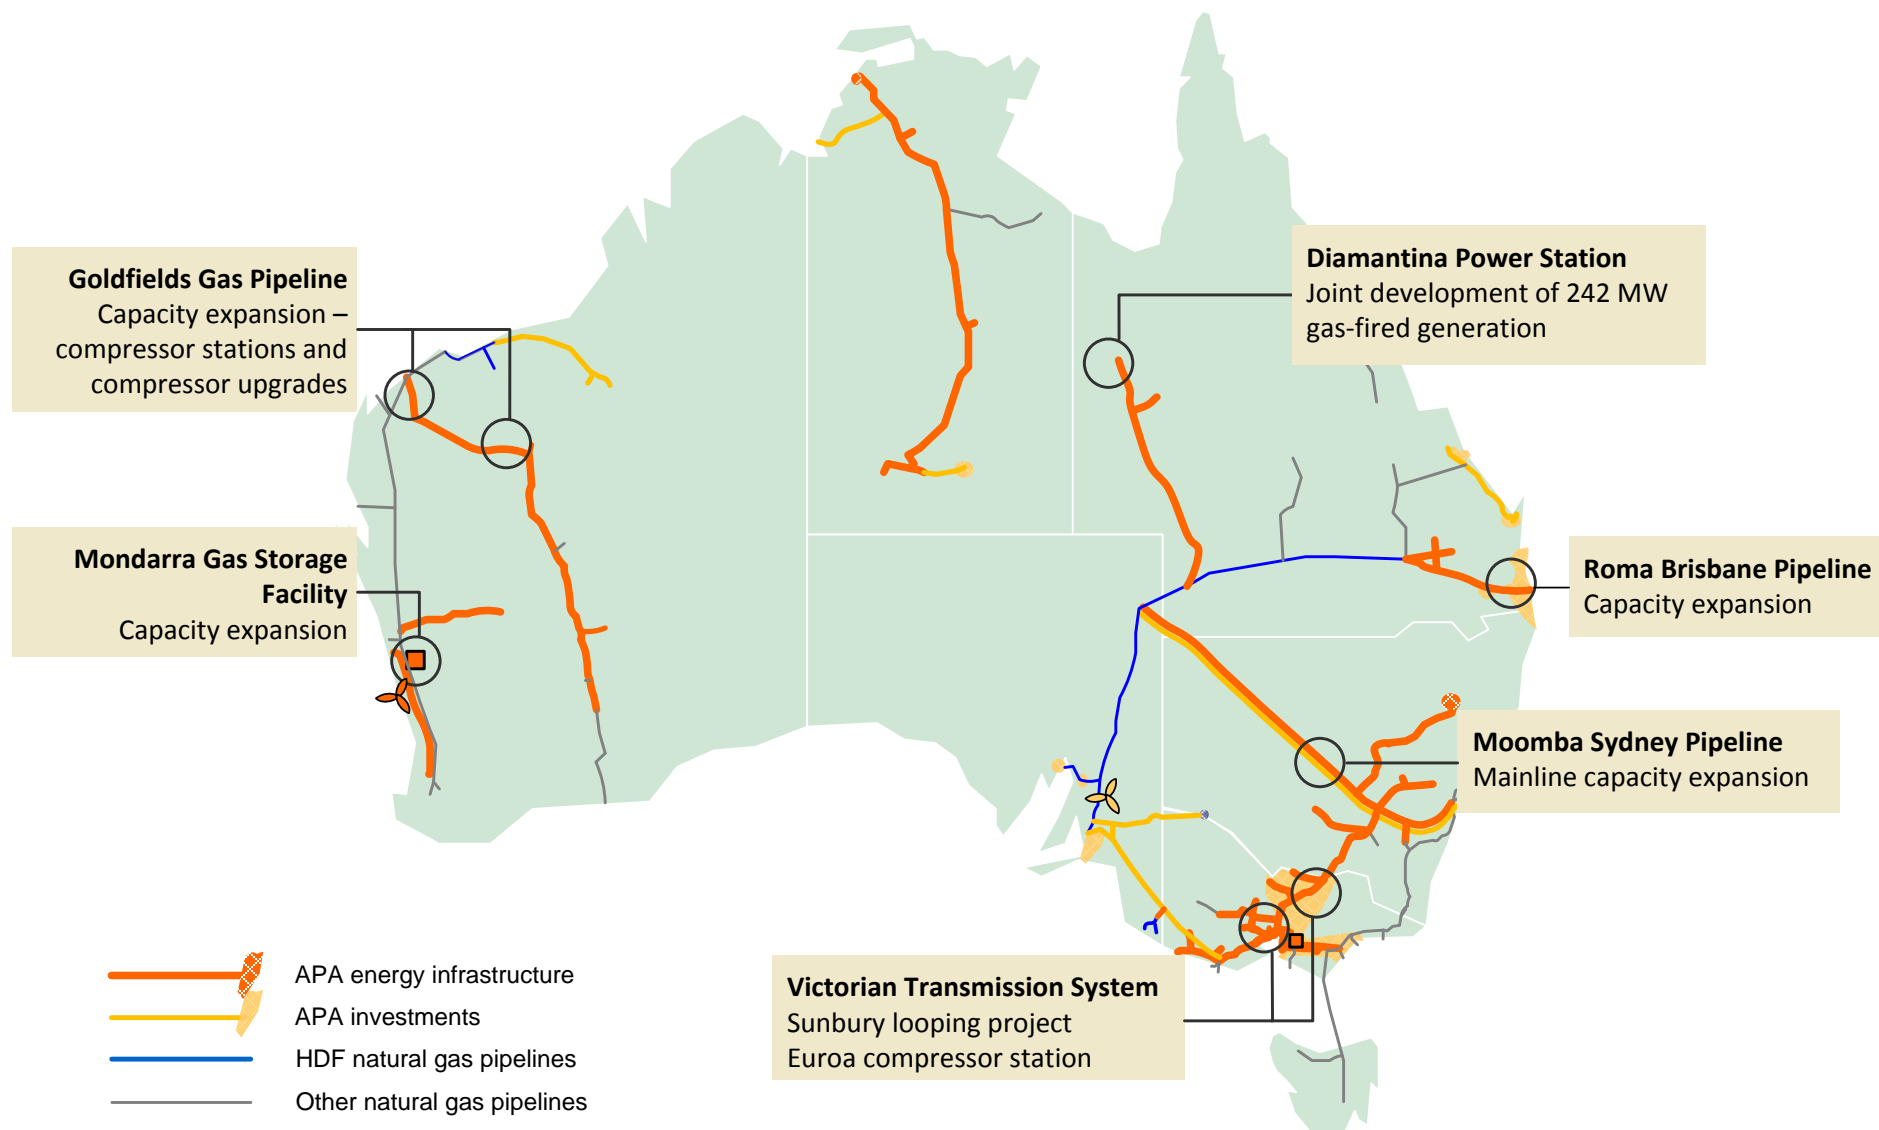 Goldfields Gas Pipeline
Capacity expansion –
compressor stations and
compressor upgrades
Mondarra Gas Storage
Facility
Capacity expansion
Diamantina Power Station
Joint development of 242 MW
gas-fired generation
Roma Brisbane Pipeline
Capacity expansion
Moomba Sydney Pipeline
Mainline capacity expansion
Victorian Transmission System
Sunbury looping project
Euroa compressor station
APA energy infrastructure
APA investments
HDF natural gas pipelines
Other natural gas pipelines